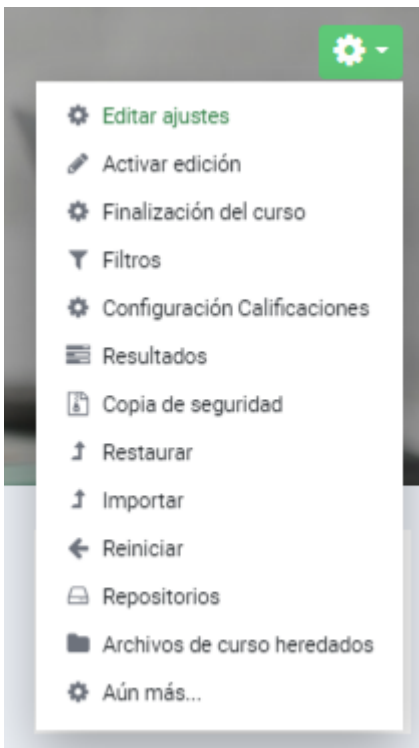 Editar ajustes
Activar edición
Finalización del curso
Filtros
Configuración Calificaciones
Resultados
Copia de seguridad
Restaurar
Importar
Reiniciar
Repositorios
Archivos de curso heredados
Aún más...